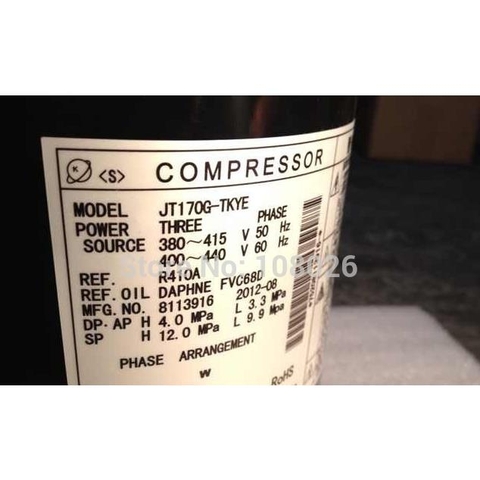 K <S> COMPRESSOR
MODEL JT170G-TKYE
POWER THREE PHASE
SOURCE 380~415 V 50 Hz
400~440 V 60 Hz
REF. R410A
REF. OIL DAPHNE FVC68D
MFG. NO. 8113916 2012-08
DP. AP H 4.0 MPa L 3.3 MPa
SP H 12.0 MPa L 9.9 Mpa
PHASE ARRANGEMENT
W
RoHS
Store No: 108026